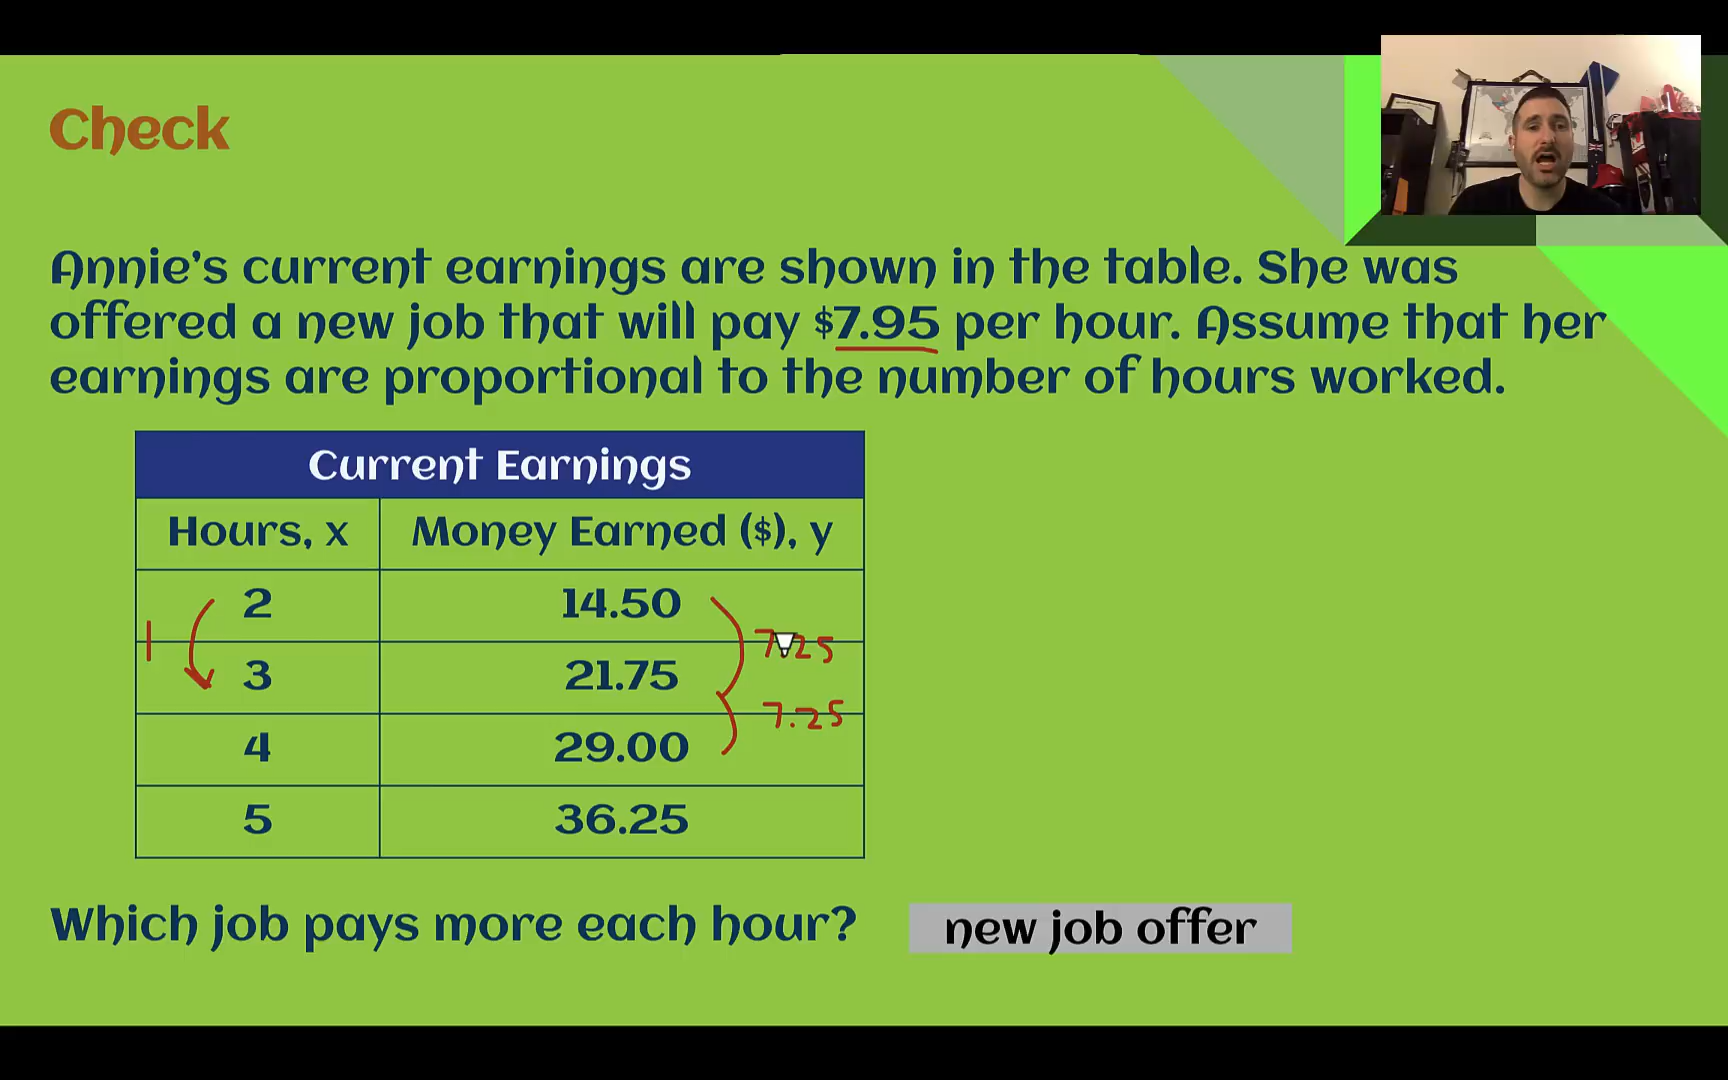 Check
Annie's current earnings are shown in the table. She was
offered a new job that will pay $7.95 per hour. Assume that her
earnings are proportional to the number of hours worked.
Current Earnings
Hours, x Money Earned ($), y
2 14.50
1 7.25
3 21.75
7.25
4 29.00
5 36.25
Which job pays more each hour? new job offer